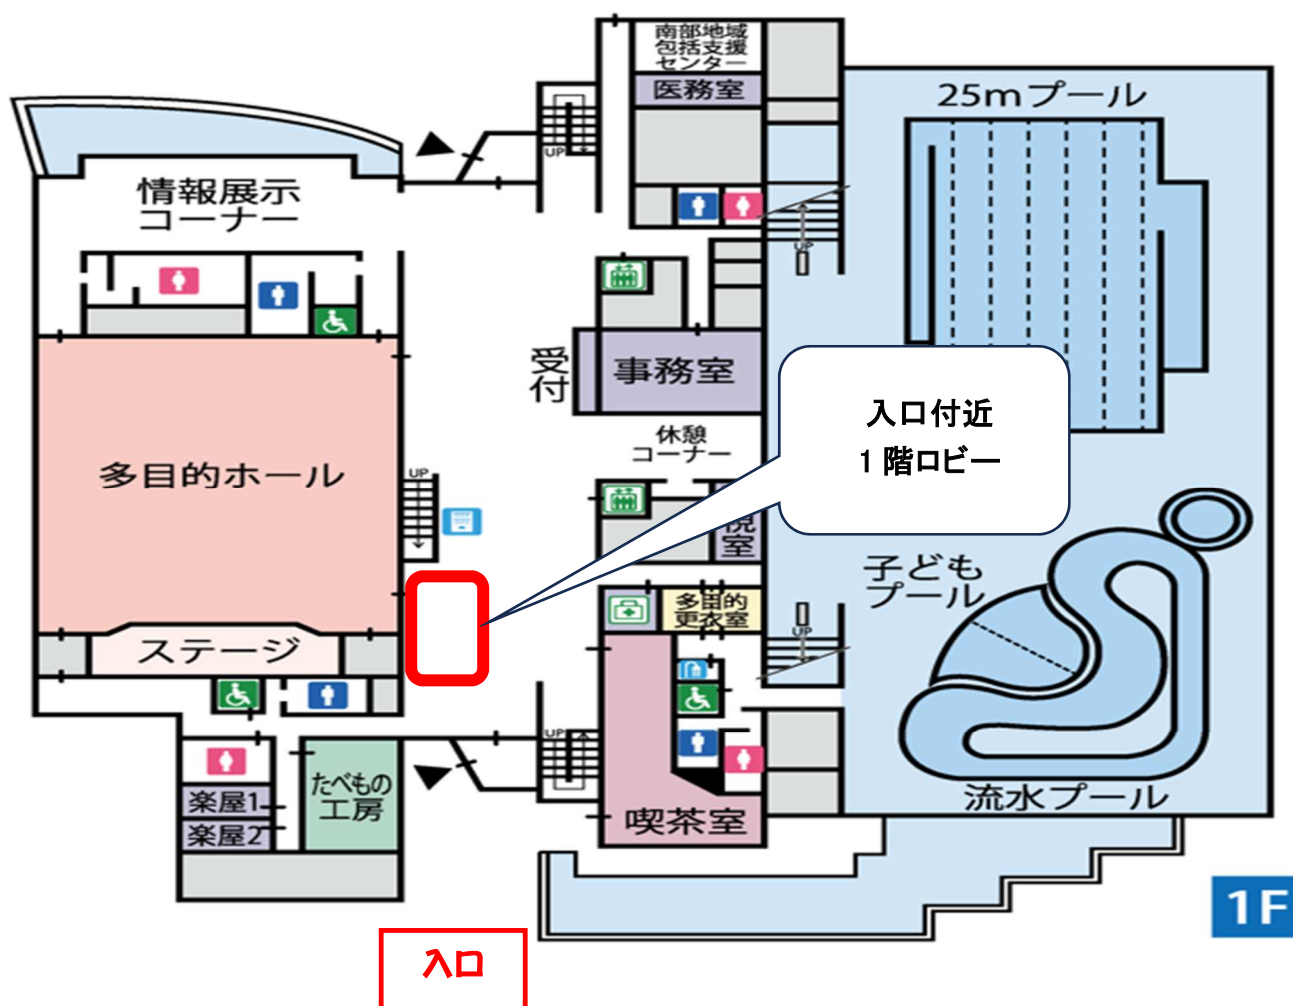 南部地域
包括支援
センター
医務室
25mプール
UP
情報展示
コーナー
UP
受付
事務室
入口付近
1階ロビー
休憩
コーナー
多目的ホール
UP
視
室
子ども
プール
多目的
更衣室
UP
ステージ
UP
たべもの
工房
楽屋1
楽屋2
喫茶室
流水プール
1F
入口